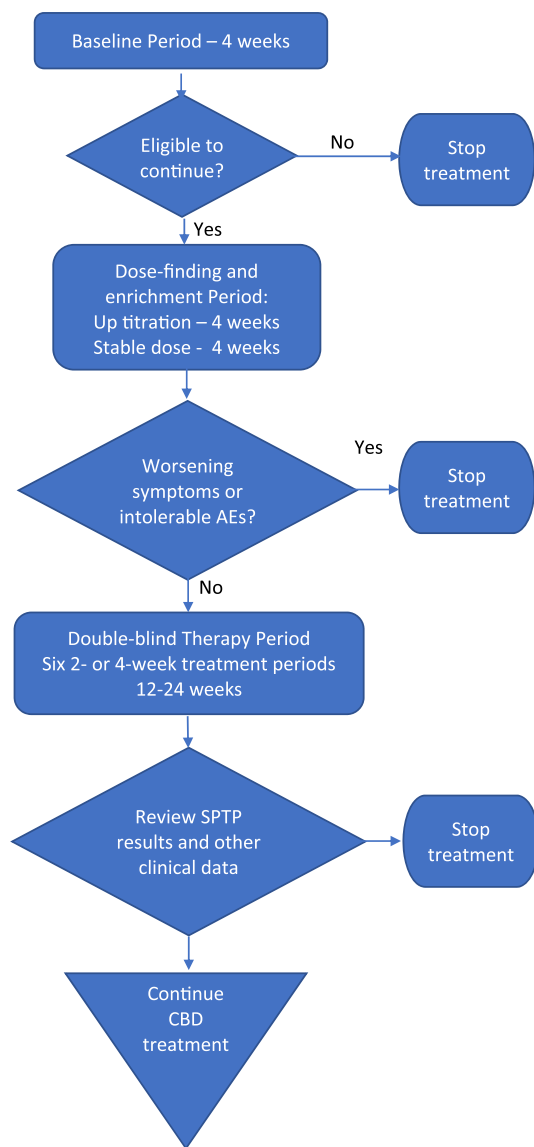 Baseline Period – 4 weeks
Eligible to
continue?
No
Stop
treatment
Yes
Dose-finding and
enrichment Period:
Up titration – 4 weeks
Stable dose -  4 weeks
Worsening
symptoms or
intolerable AEs?
Yes
Stop
treatment
No
Double-blind Therapy Period
Six 2- or 4-week treatment periods
12-24 weeks
Review SPTP
results and other
clinical data
Stop
treatment
Continue
CBD
treatment